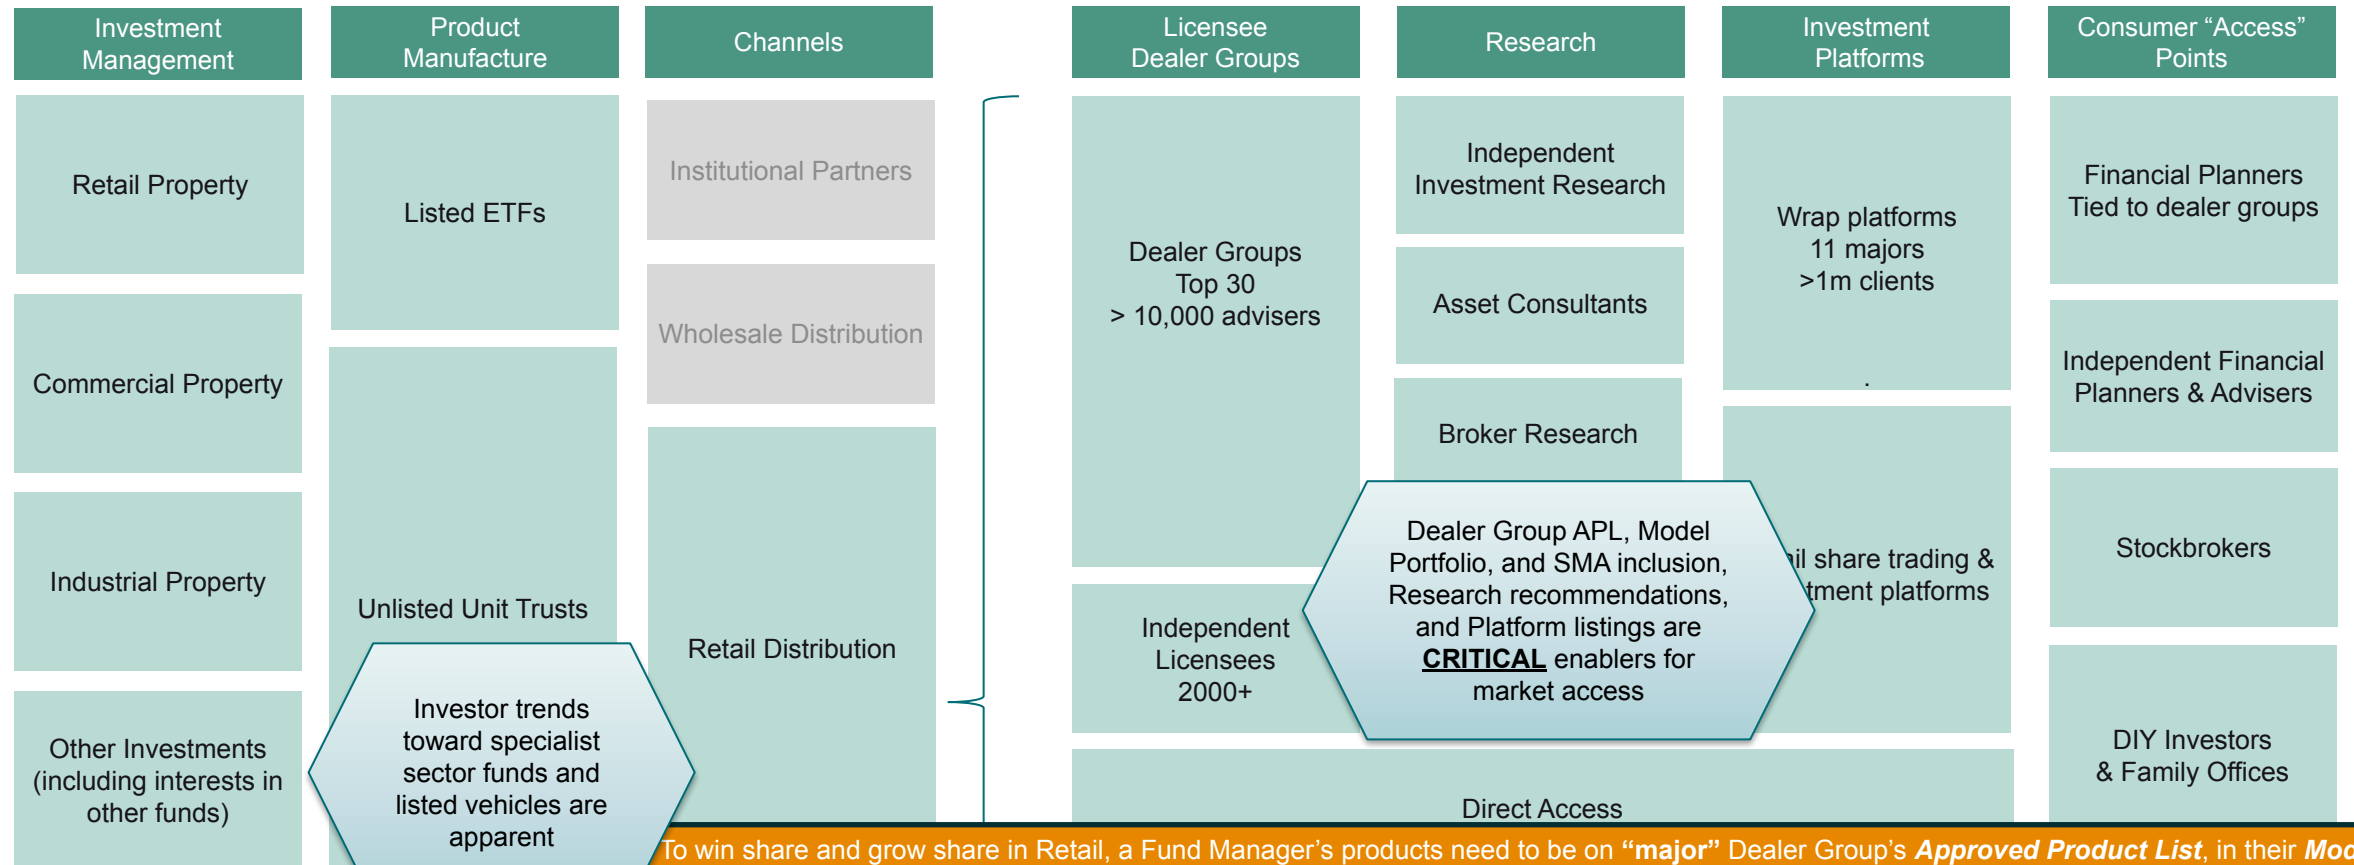 Investment
Management
Product
Manufacture
Channels
Licensee
Dealer Groups
Research
Investment
Platforms
Consumer “Access”
Points
Retail Property
Commercial Property
Industrial Property
Other Investments
(including interests in
other funds)
Listed ETFs
Unlisted Unit Trusts
Investor trends
toward specialist
sector funds and
listed vehicles are
apparent
Institutional Partners
Wholesale Distribution
Retail Distribution
Dealer Groups
Top 30
> 10,000 advisers
Independent
Licensees
2000+
Independent
Investment Research
Asset Consultants
Broker Research
Dealer Group APL, Model
Portfolio, and SMA inclusion,
Research recommendations,
and Platform listings are
CRITICAL enablers for
market access
Wrap platforms
11 majors
>1m clients
.
share trading &
platforms
Direct Access
Financial Planners
Tied to dealer groups
Independent Financial
Planners & Advisers
Stockbrokers
DIY Investors
& Family Offices
To win share and grow share in Retail, a Fund Manager’s products need to be on “major” Dealer Group’s Approved Product List, in their